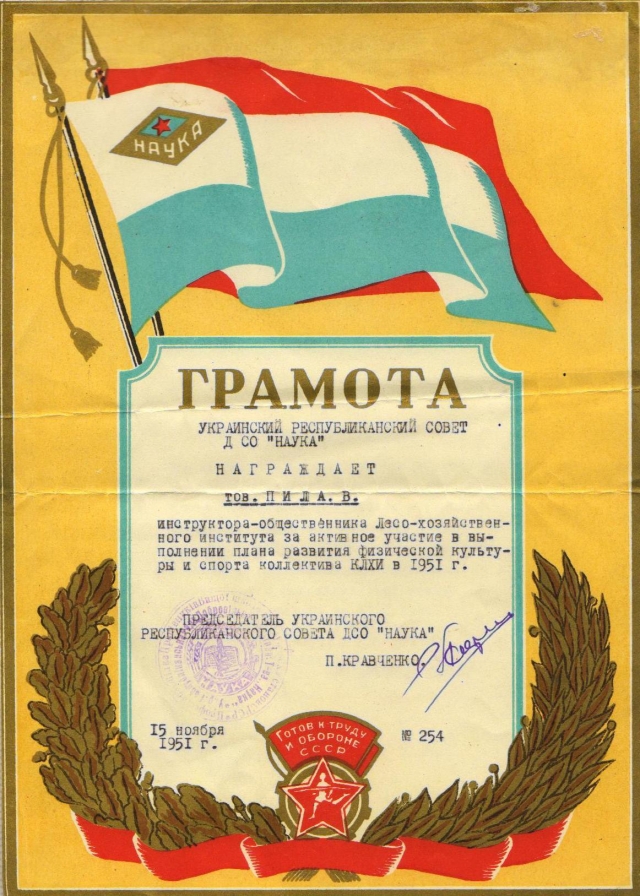 НАУКА
ГРАМОТА
УКРАИНСКИЙ РЕСПУБЛИКАНСКИЙ СОВЕТ
Д СО "НАУКА"
НАГРАЖДАЕТ
тов. ПИЛА. В.
инструктора-общественника Лесо-хозяйствен-
ного института за активное участие в вы-
полнении плана развития физической культу-
ры и спорта коллектива КЛХИ в 1951 г.
ПРЕДСЕДАТЕЛЬ УКРАИНСКОГО
РЕСПУБЛИКАНСКОГО СОВЕТА ДСО "НАУКА"
П.КРАВЧЕНКО.
15 ноября
1951 г.
№ 254
ГОТОВ К ТРУДУ
И ОБОРОНЕ
СССР